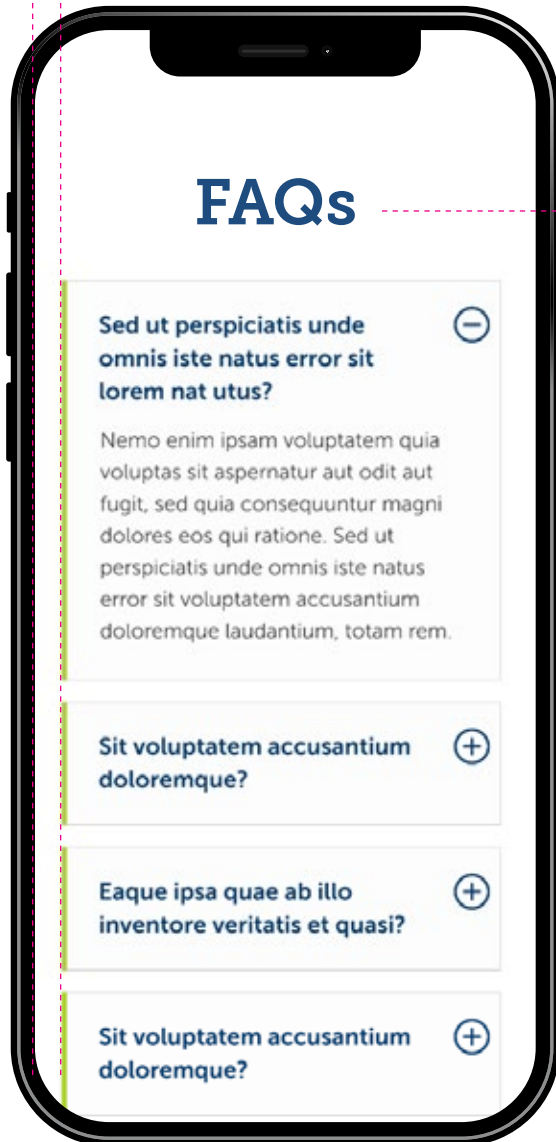 FAQs
Sed ut perspiciatis unde
omnis iste natus error sit
lorem nat utus?
Nemo enim ipsam voluptatem quia
voluptas sit aspernatur aut odit aut
fugit, sed quia consequuntur magni
dolores eos qui ratione. Sed ut
perspiciatis unde omnis iste natus
error sit voluptatem accusantium
doloremque laudantium, totam rem.
Sit voluptatem accusantium
doloremque?
Eaque ipsa quae ab illo
inventore veritatis et quasi?
Sit voluptatem accusantium
doloremque?